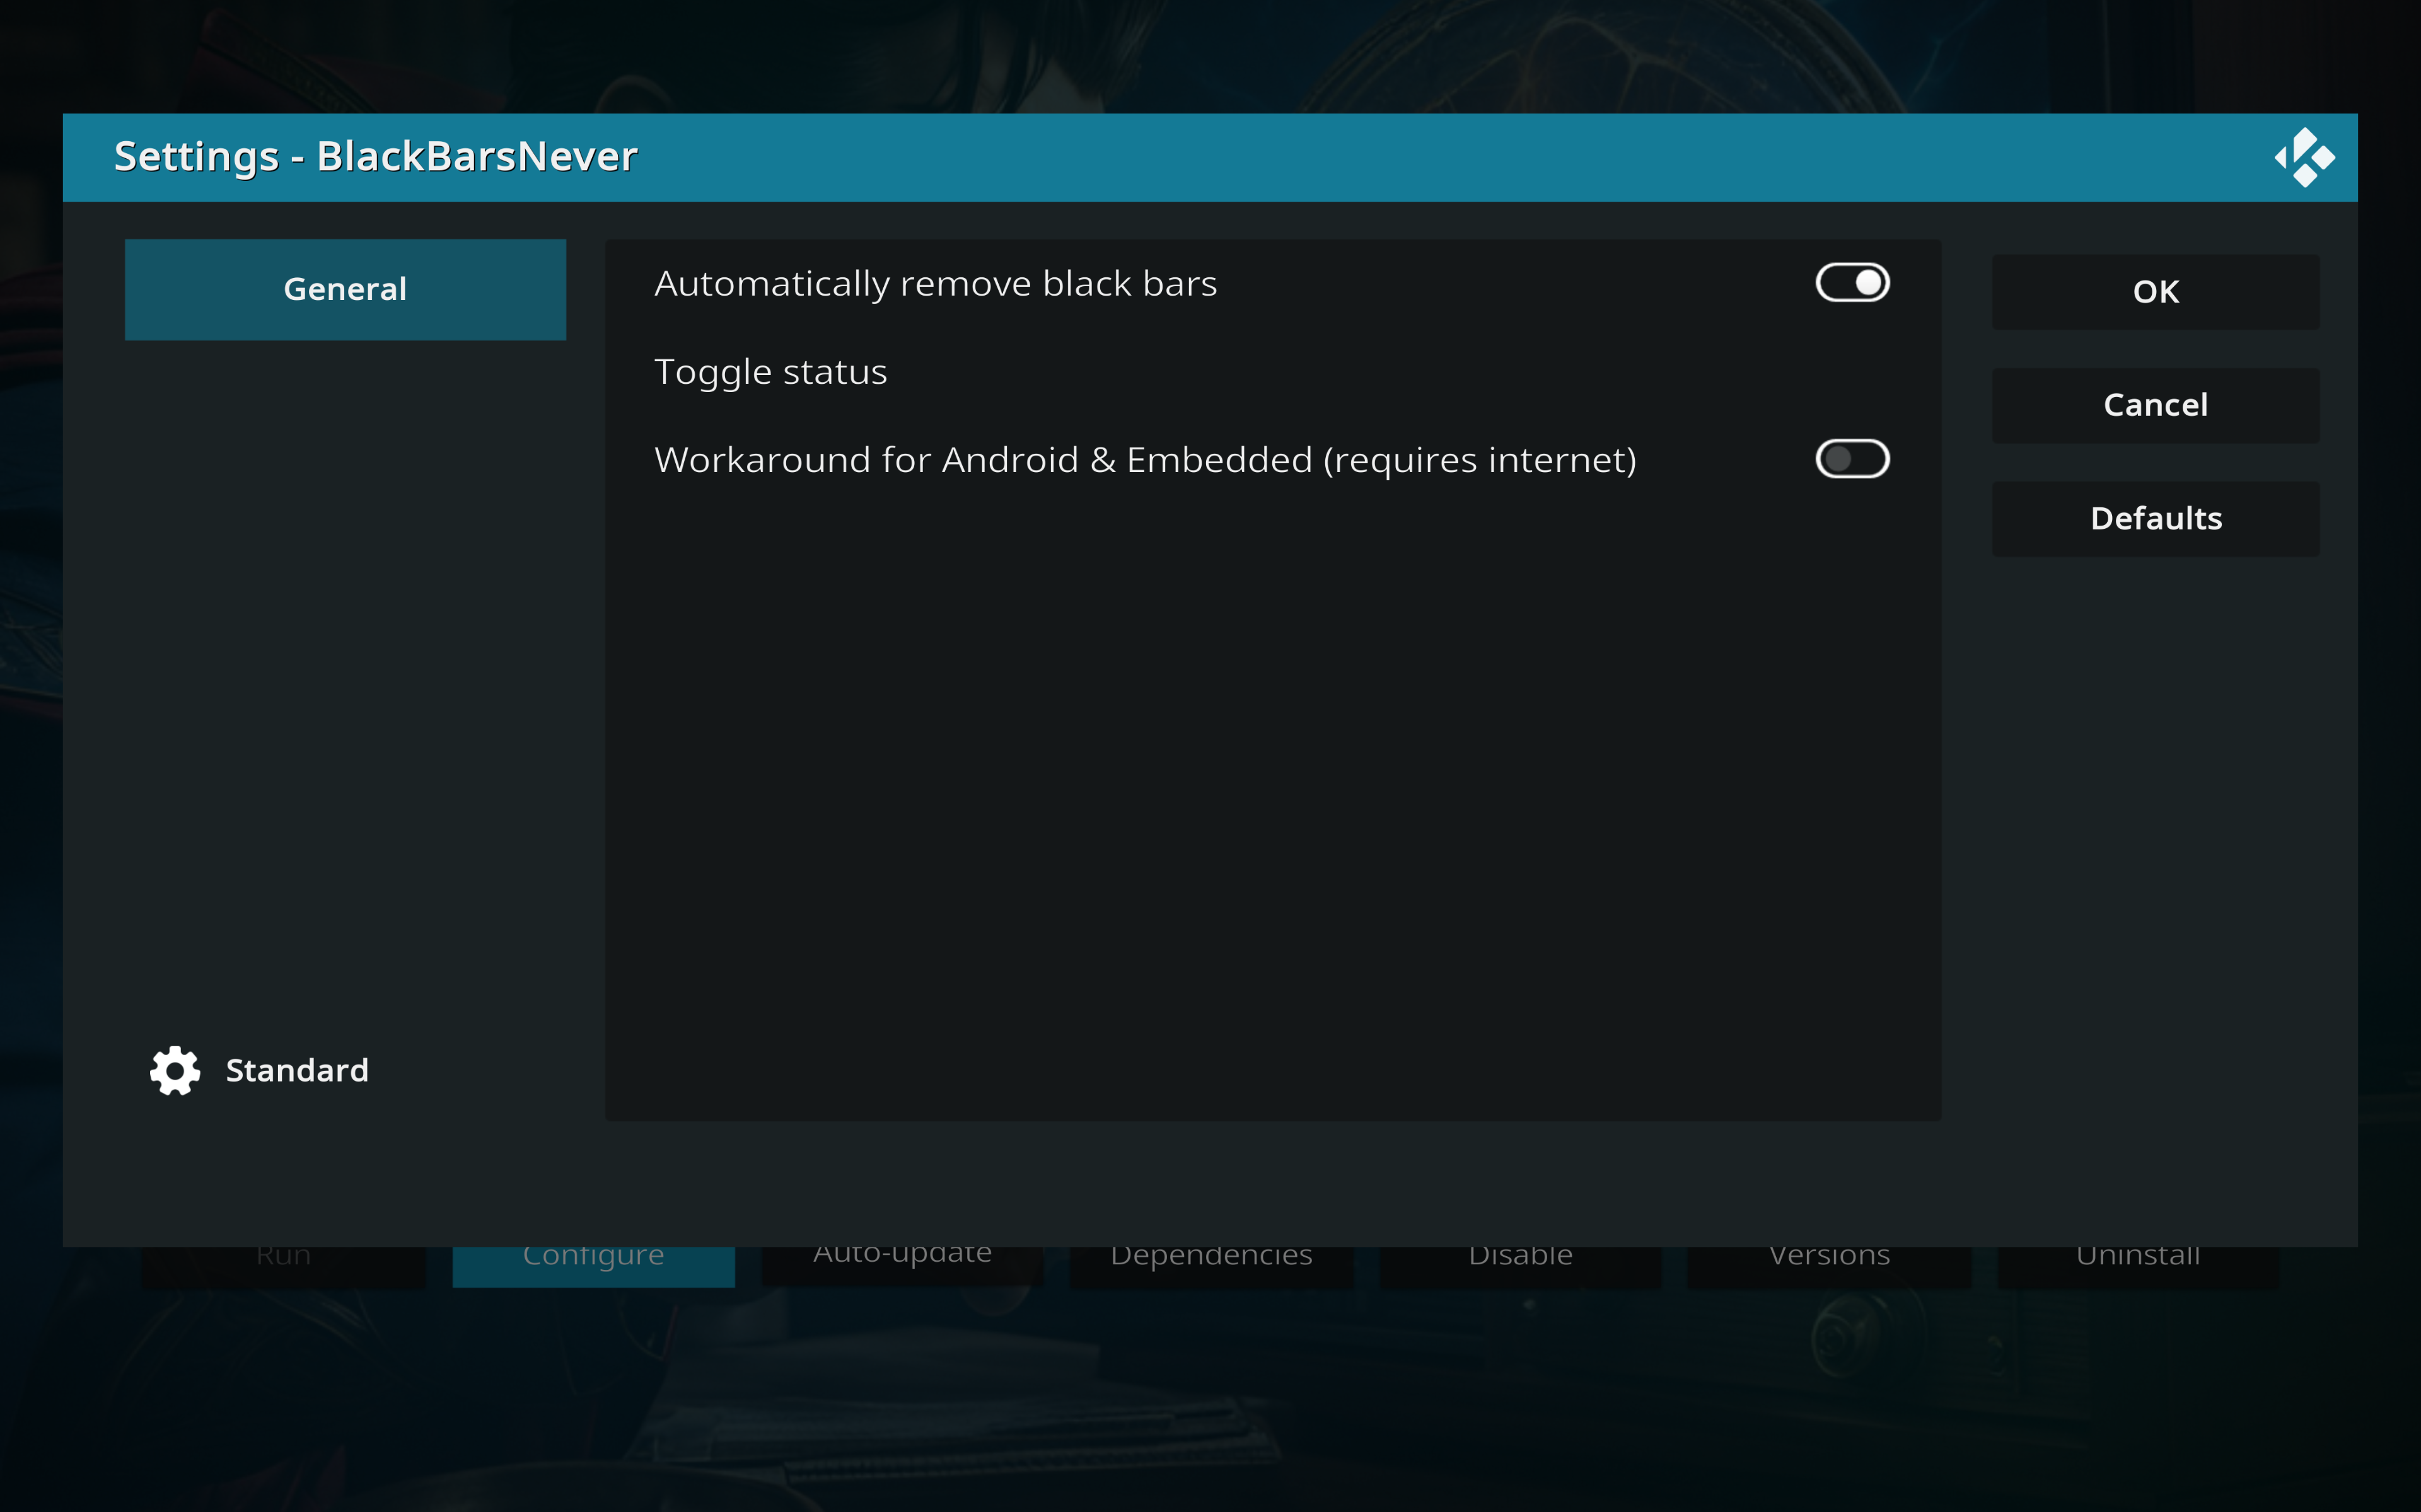 Settings - BlackBarsNever
General
Automatically remove black bars
Toggle status
Workaround for Android & Embedded (requires internet)
OK
Cancel
Defaults
Standard
Run
Configure
Auto-update
Dependencies
Disable
Versions
Uninstall